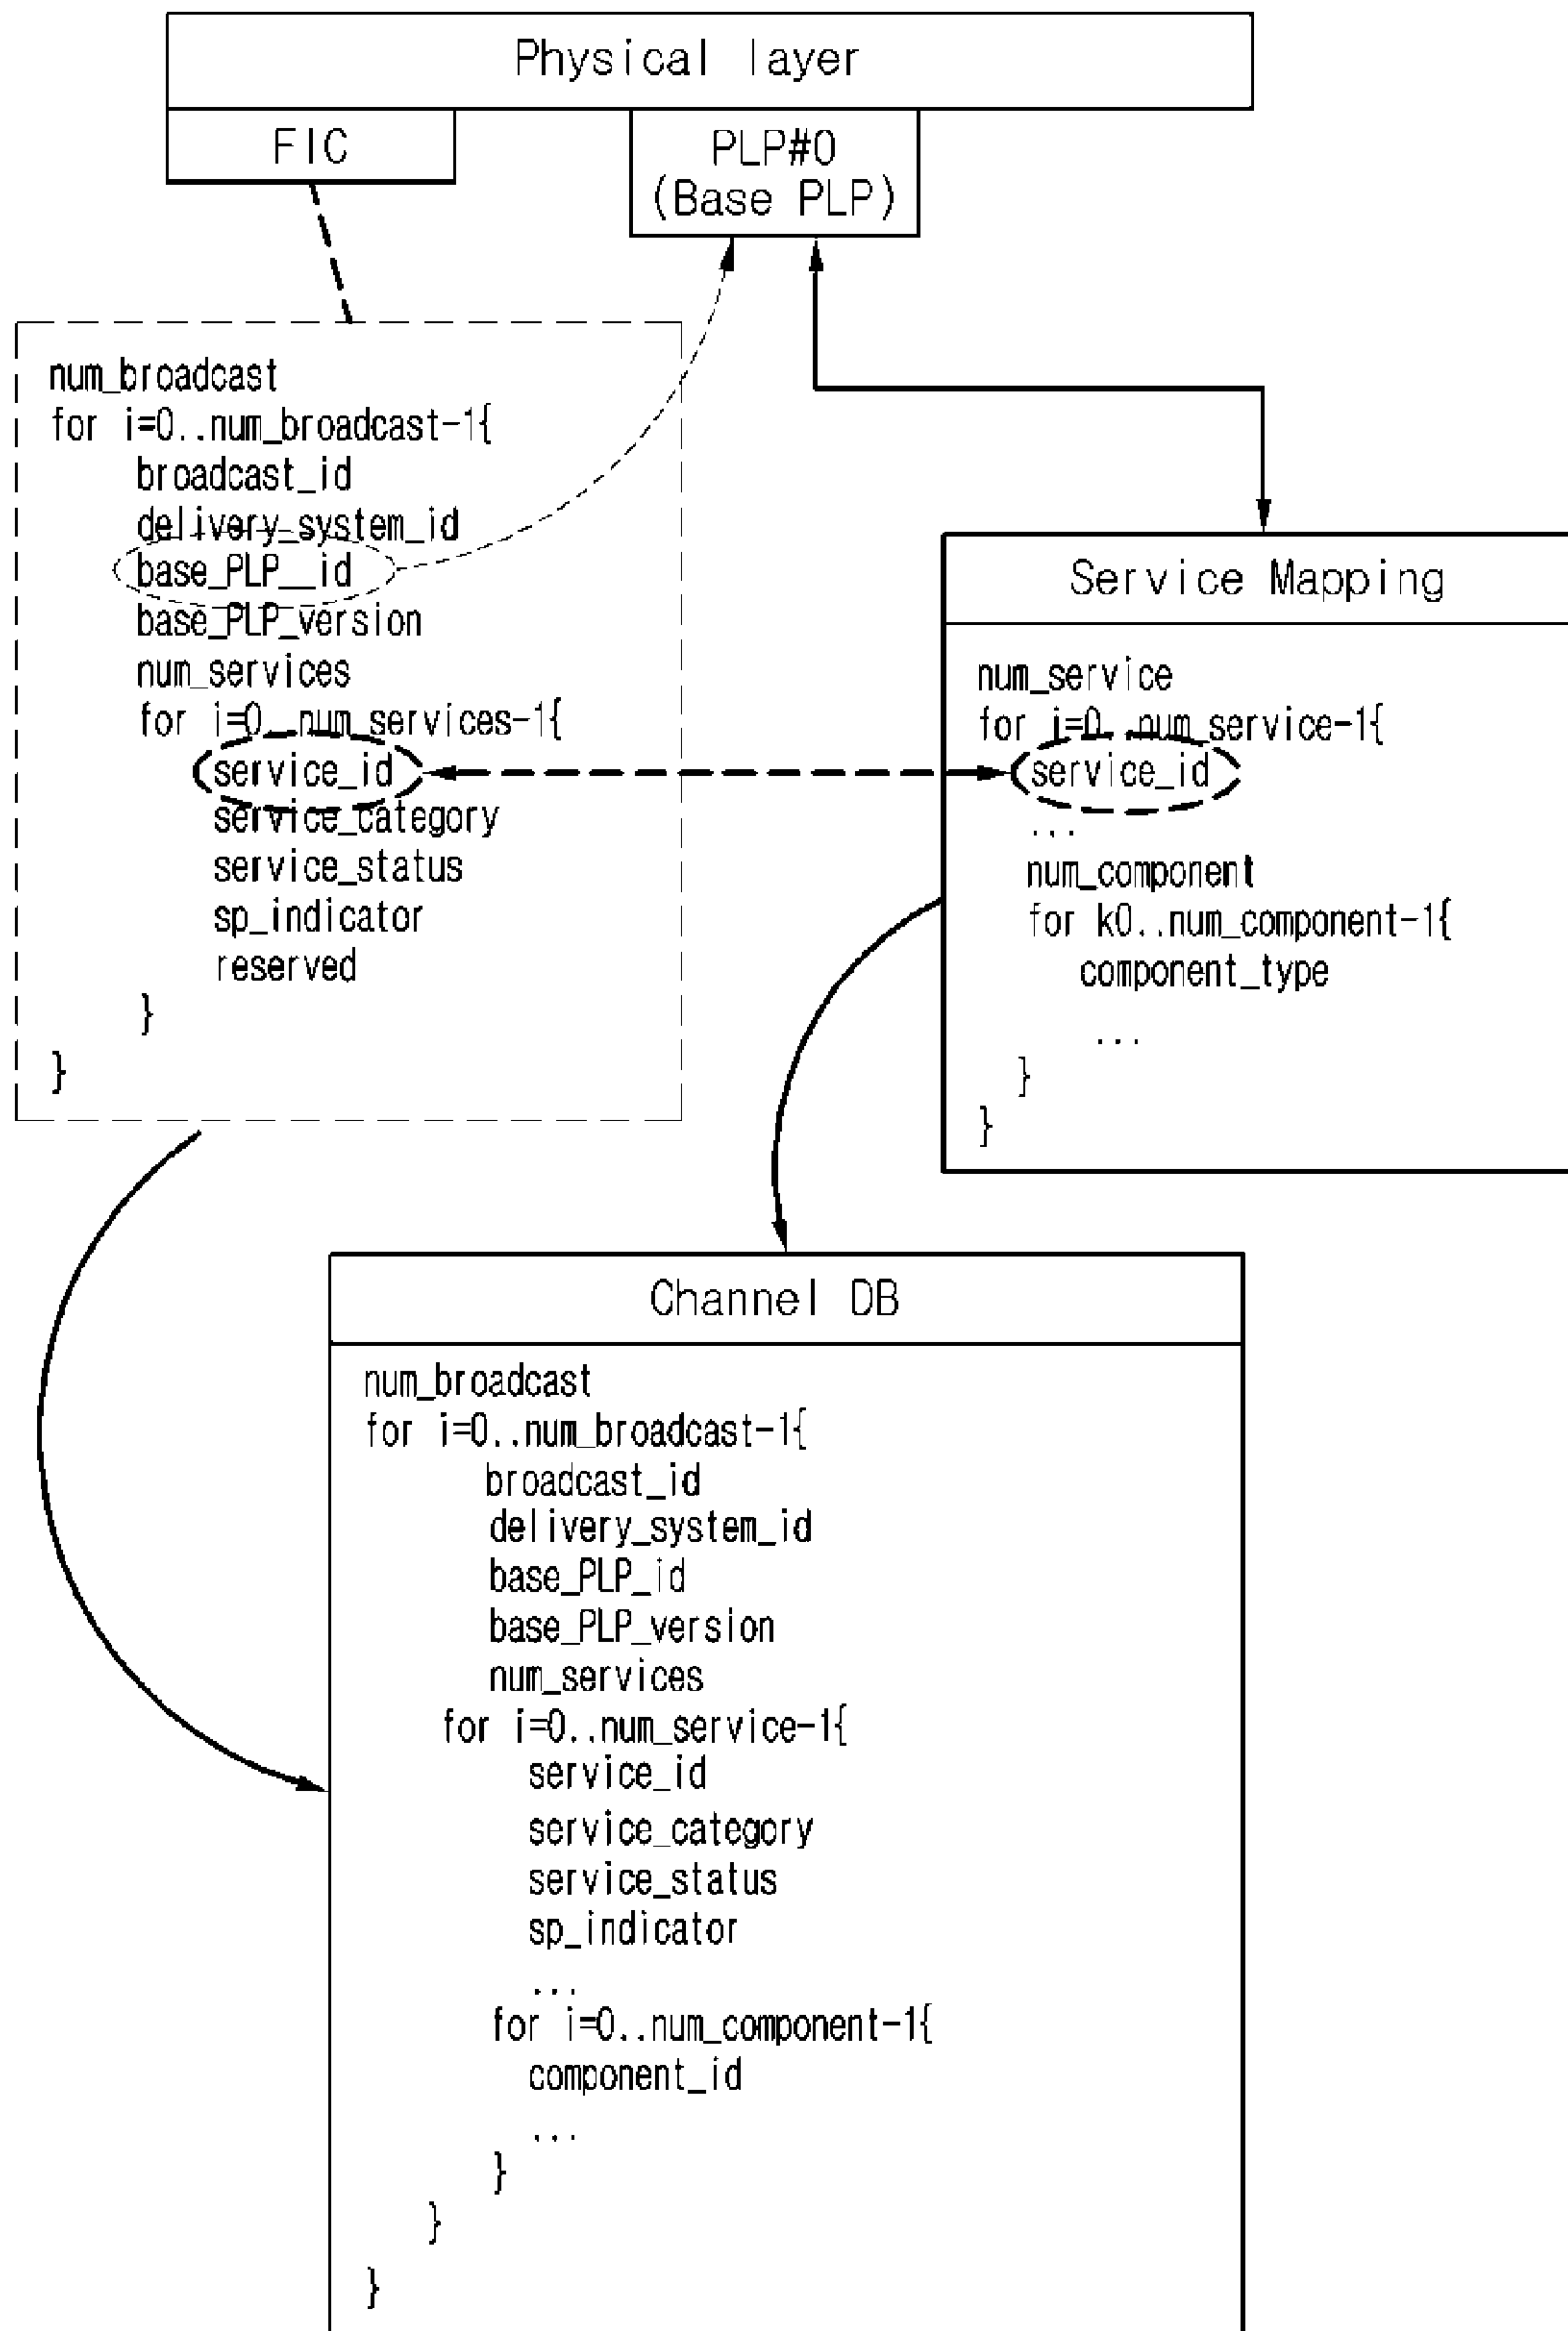 Physical layer
FIC
PLP#0
(Base PLP)
num_broadcast
for i=0..num_broadcast-1{
broadcast_id
delivery_system_id
base_PLP__id
base_PLP_version
num_services
for i=0..num_services-1{
service_id
service_category
service_status
sp_indicator
reserved
}
}
Service Mapping
num_service
for i=0..num_service-1{
service_id
...
num_component
for k0..num_component-1{
component_type
...
}
}
Channel DB
num_broadcast
for i=0..num_broadcast-1{
broadcast_id
delivery_system_id
base_PLP_id
base_PLP_version
num_services
for i=0..num_service-1{
service_id
service_category
service_status
sp_indicator
...
for i=0..num_component-1{
component_id
...
}
}
}